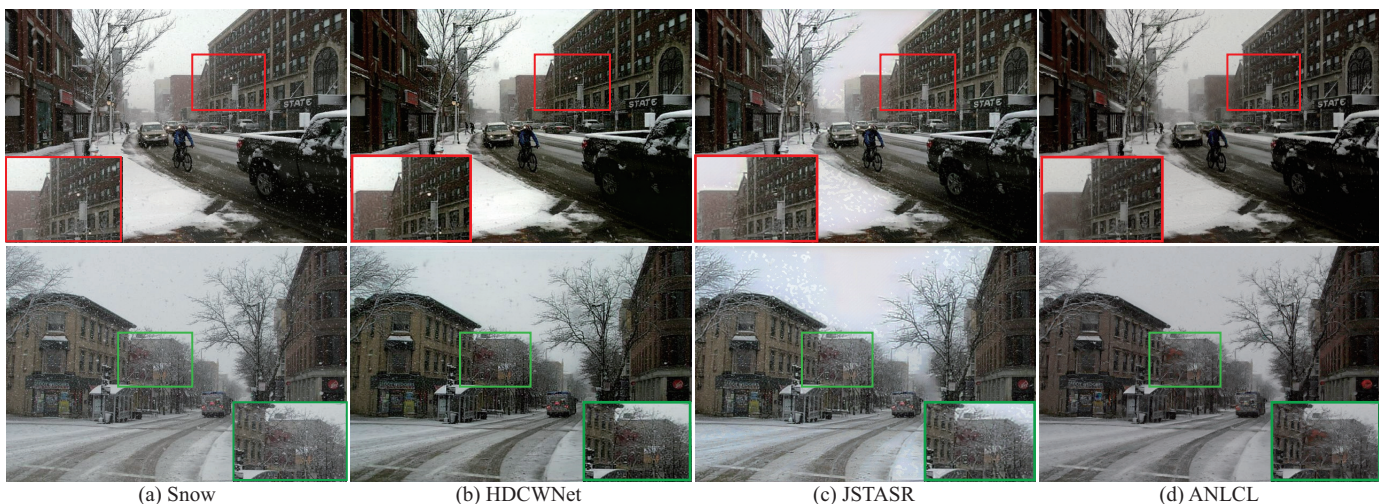 STATE
STATE
STATE
STATE
(a) Snow
(b) HDCWNet
(c) JSTASR
(d) ANLCL